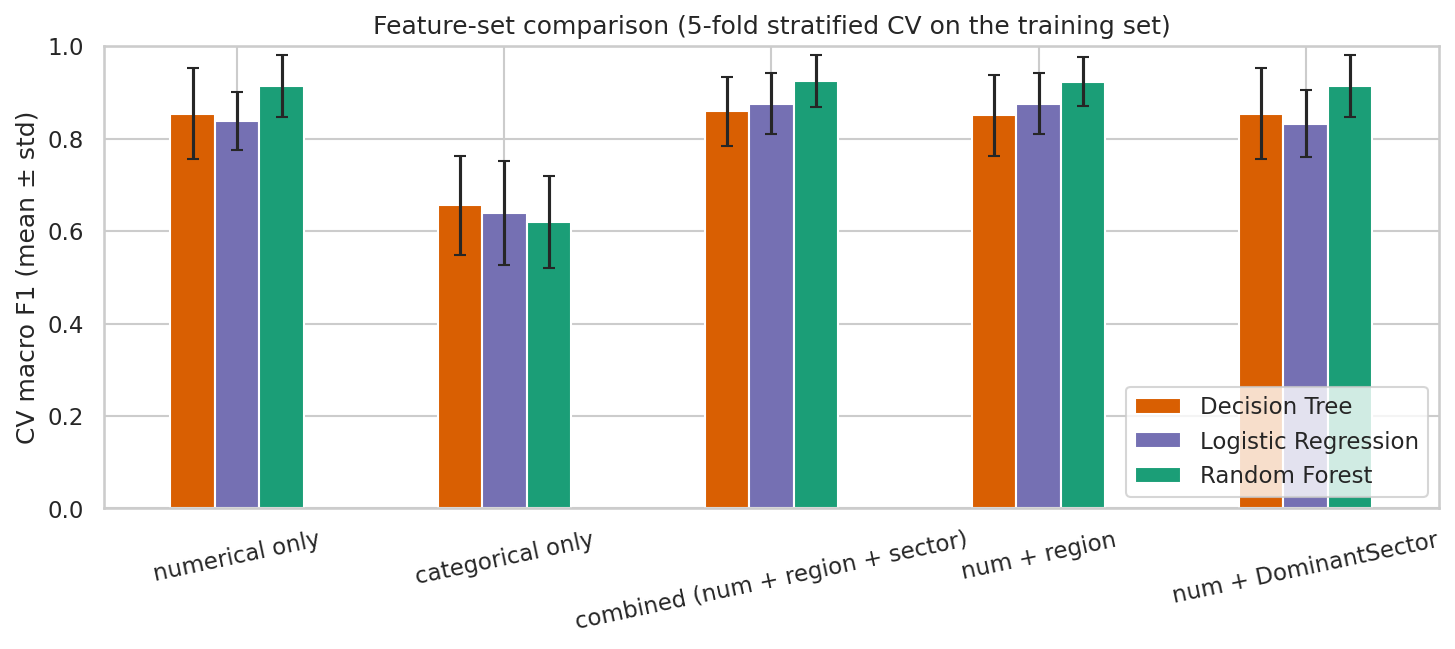 Feature-set comparison (5-fold stratified CV on the training set)
CV macro F1 (mean ± std)
1.0
0.8
0.6
0.4
0.2
0.0
Decision Tree
Logistic Regression
Random Forest
numerical only
categorical only
combined (num + region + sector)
num + region
num + DominantSector